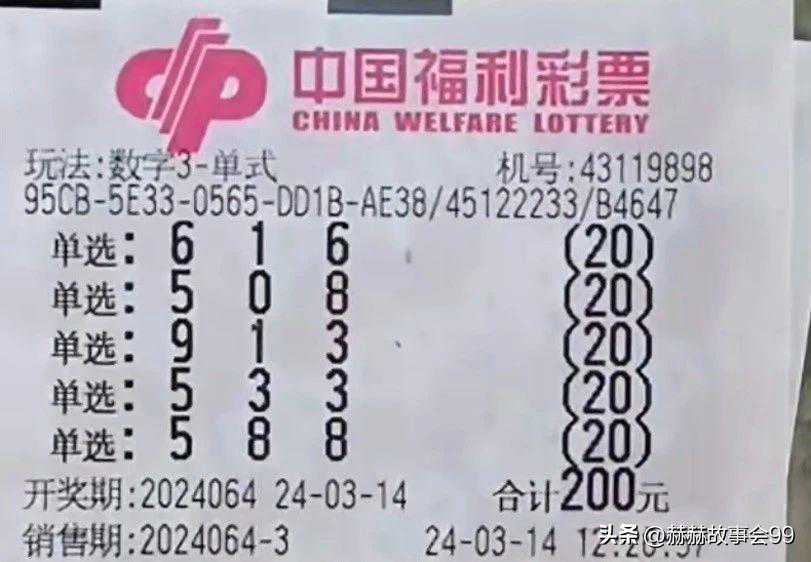 中国福利彩票
CHINA WELFARE LOTTERY
玩法:数字3-单式 机号:43119898
95CB-5E33-0565-DD1B-AE38/45122233/B4647
单选: 6 1 6 (20)
单选: 5 0 8 (20)
单选: 9 1 3 (20)
单选: 5 3 3 (20)
单选: 5 8 8 (20)
开奖期:2024064 24-03-14 合计200元
销售期:2024064-3 24-03-14
头条 @赫赫故事会99